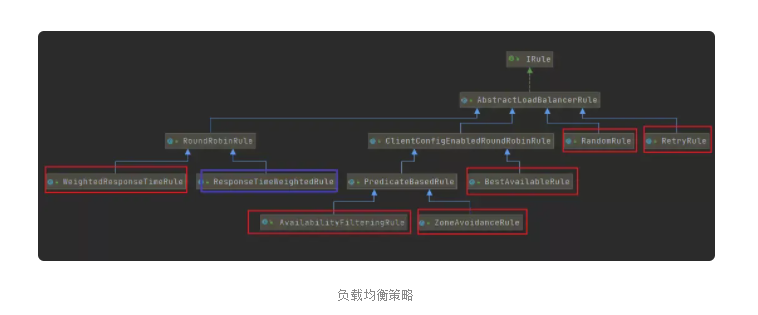 IRule
AbstractLoadBalancerRule
RoundRobinRule
ClientConfigEnabledRoundRobinRule
RandomRule
RetryRule
WeightedResponseTimeRule
ResponseTimeWeightedRule
PredicateBasedRule
BestAvailableRule
AvailabilityFilteringRule
ZoneAvoidanceRule
负载均衡策略